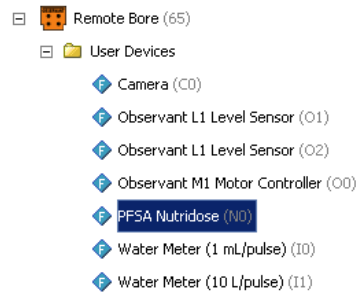 Remote Bore (65)
User Devices
Camera (C0)
Observant L1 Level Sensor (O1)
Observant L1 Level Sensor (O2)
Observant M1 Motor Controller (O0)
PFSA Nutridose (N0)
Water Meter (1 mL/pulse) (I0)
Water Meter (10 L/pulse) (I1)